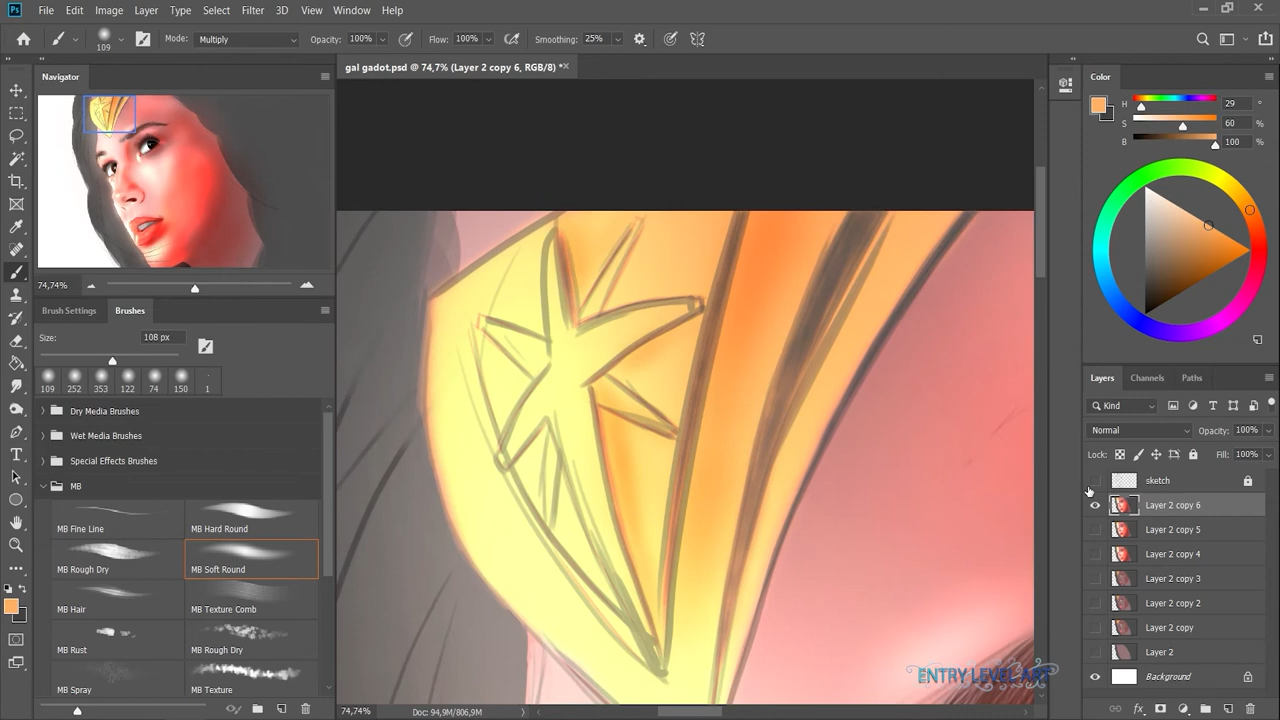 Ps File Edit Image Layer Type Select Filter 3D View Window Help
109 Mode: Multiply Opacity: 100% Flow: 100% Smoothing: 25%
gal gadot.psd @ 74,7% (Layer 2 copy 6, RGB/8) *
Navigator
74,74%
Brush Settings Brushes
Size: 108 px
109 252 353 122 74 150 1
Dry Media Brushes
Wet Media Brushes
Special Effects Brushes
MB
MB Fine Line MB Hard Round
MB Rough Dry MB Soft Round
MB Hair MB Texture Comb
MB Rust MB Rough Dry
MB Spray MB Texture
74,74% Doc: 94,9M/806,9M
ENTRY LEVEL ART
Color
H 29 °
S 60 %
B 100 %
Layers Channels Paths
Kind
Normal Opacity: 100%
Lock: Fill: 100%
sketch
Layer 2 copy 6
Layer 2 copy 5
Layer 2 copy 4
Layer 2 copy 3
Layer 2 copy 2
Layer 2 copy
Layer 2
Background